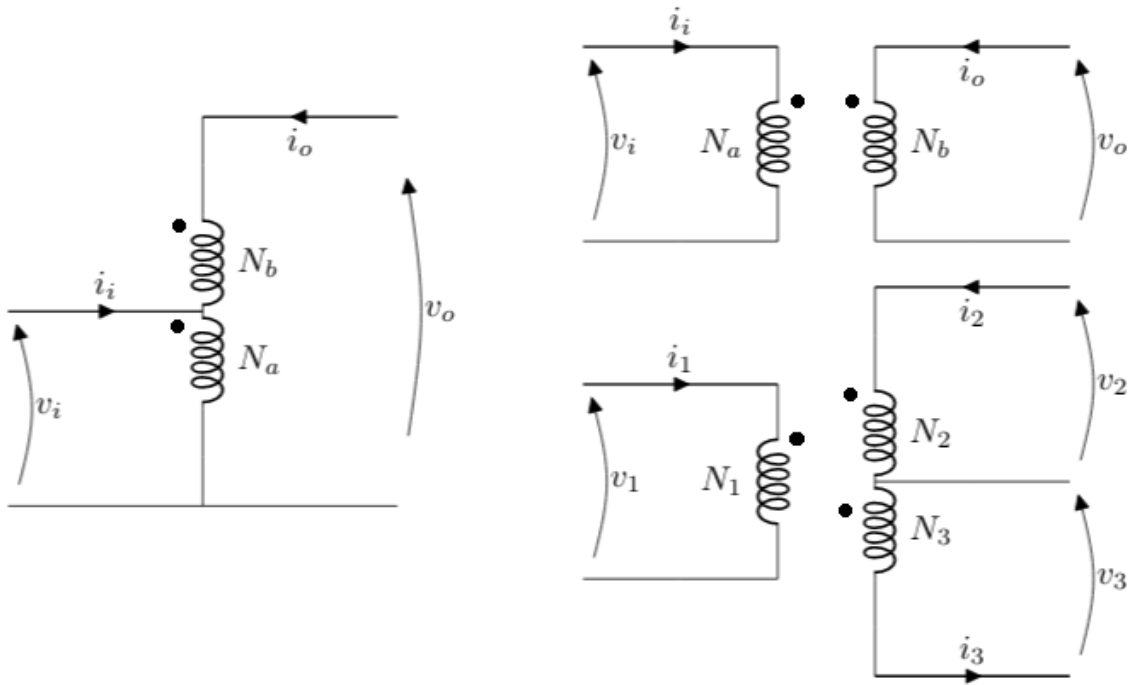 i_i
i_o
N_b
N_a
v_i
v_o
i_i
i_o
v_i
N_a
N_b
v_o
i_1
v_1
N_1
i_2
N_2
v_2
N_3
v_3
i_3